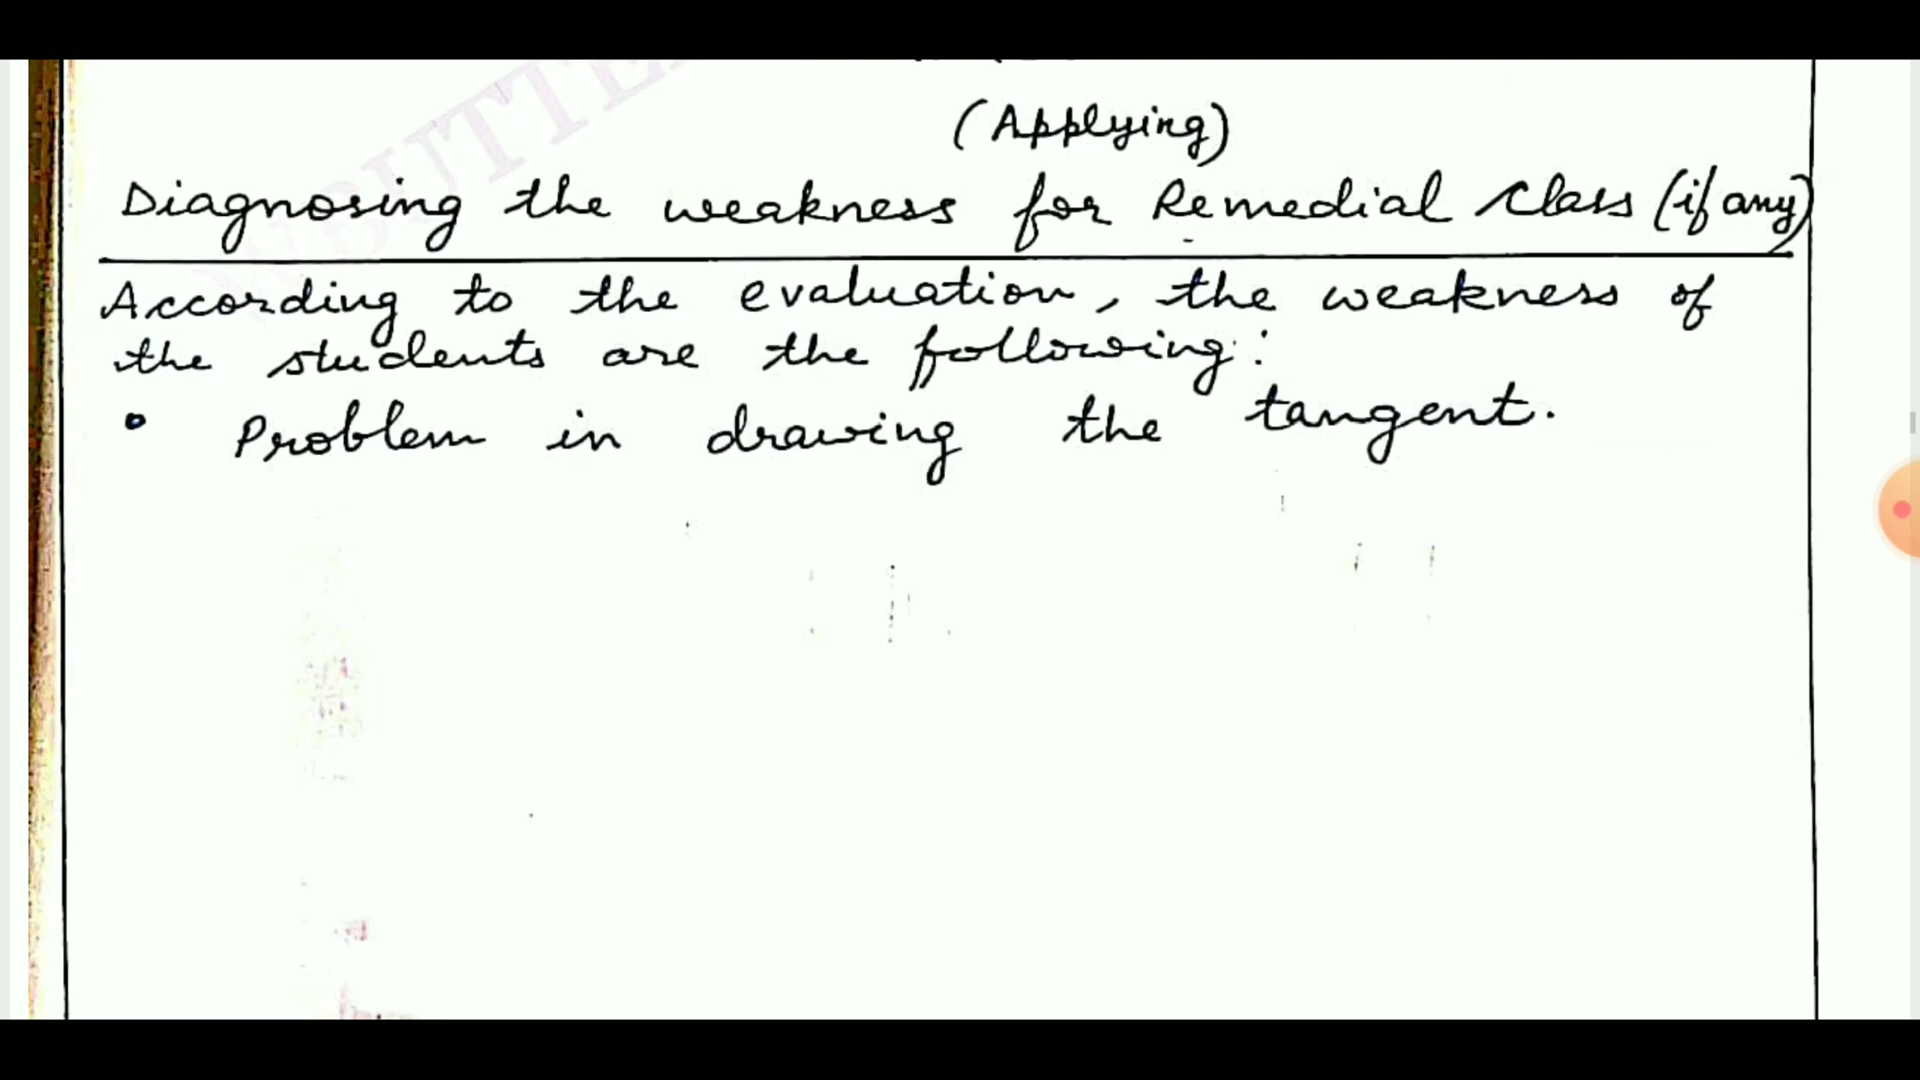 (Applying)
Diagnosing the weakness for Remedial class (if any)
According to the evaluation, the weakness of
the students are the following:
• Problem in drawing the tangent.